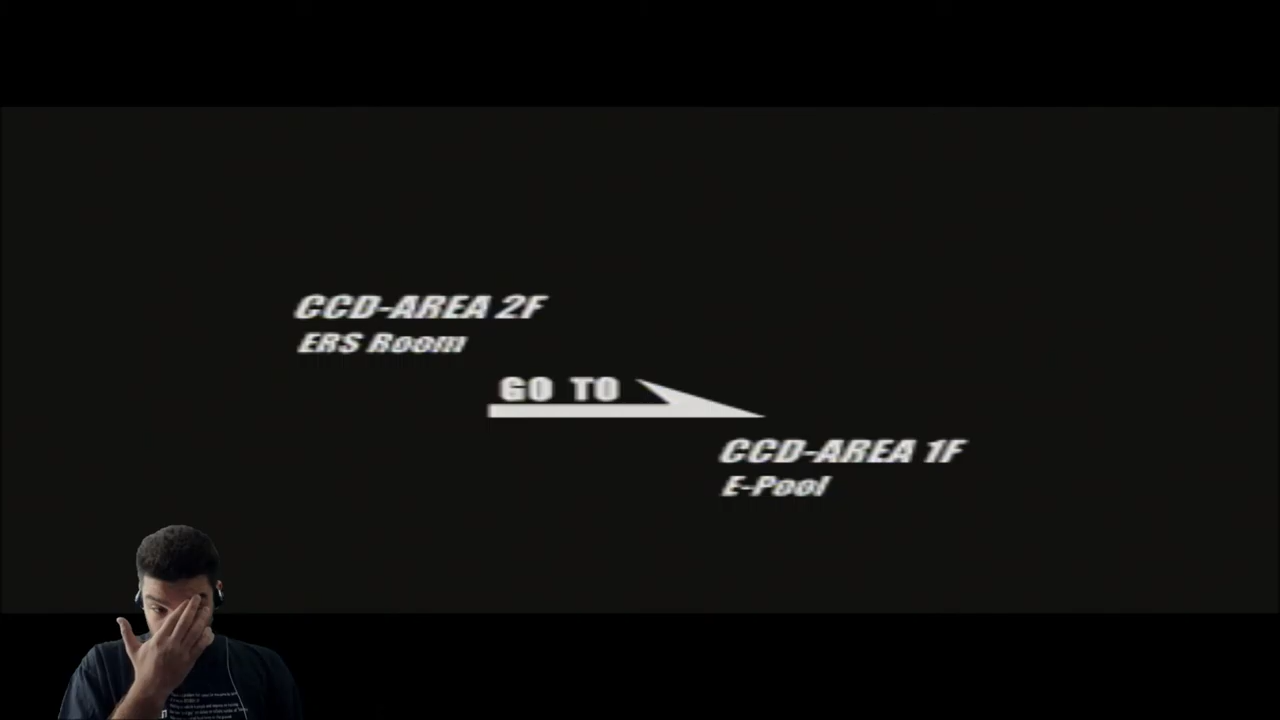 CCD-AREA 2F
ERS Room
GO TO
CCD-AREA 1F
E-Pool